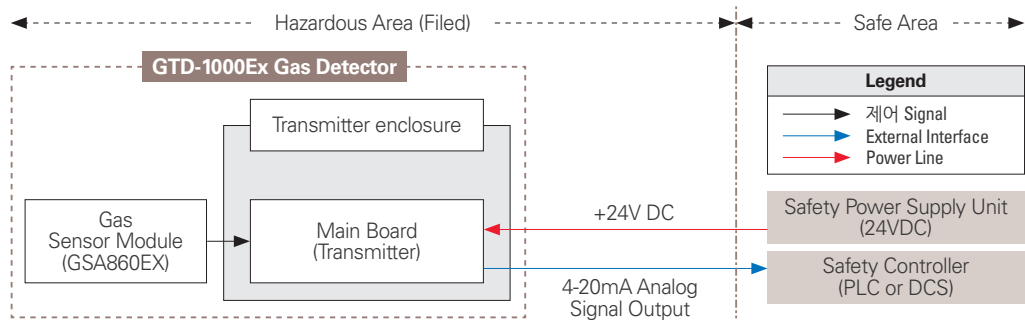 Hazardous Area (Filed)
Safe Area
GTD-1000Ex Gas Detector
Transmitter enclosure
Gas
Sensor Module
(GSA860EX)
Main Board
(Transmitter)
+24V DC
4-20mA Analog
Signal Output
Legend
제어 Signal
External Interface
Power Line
Safety Power Supply Unit
(24VDC)
Safety Controller
(PLC or DCS)